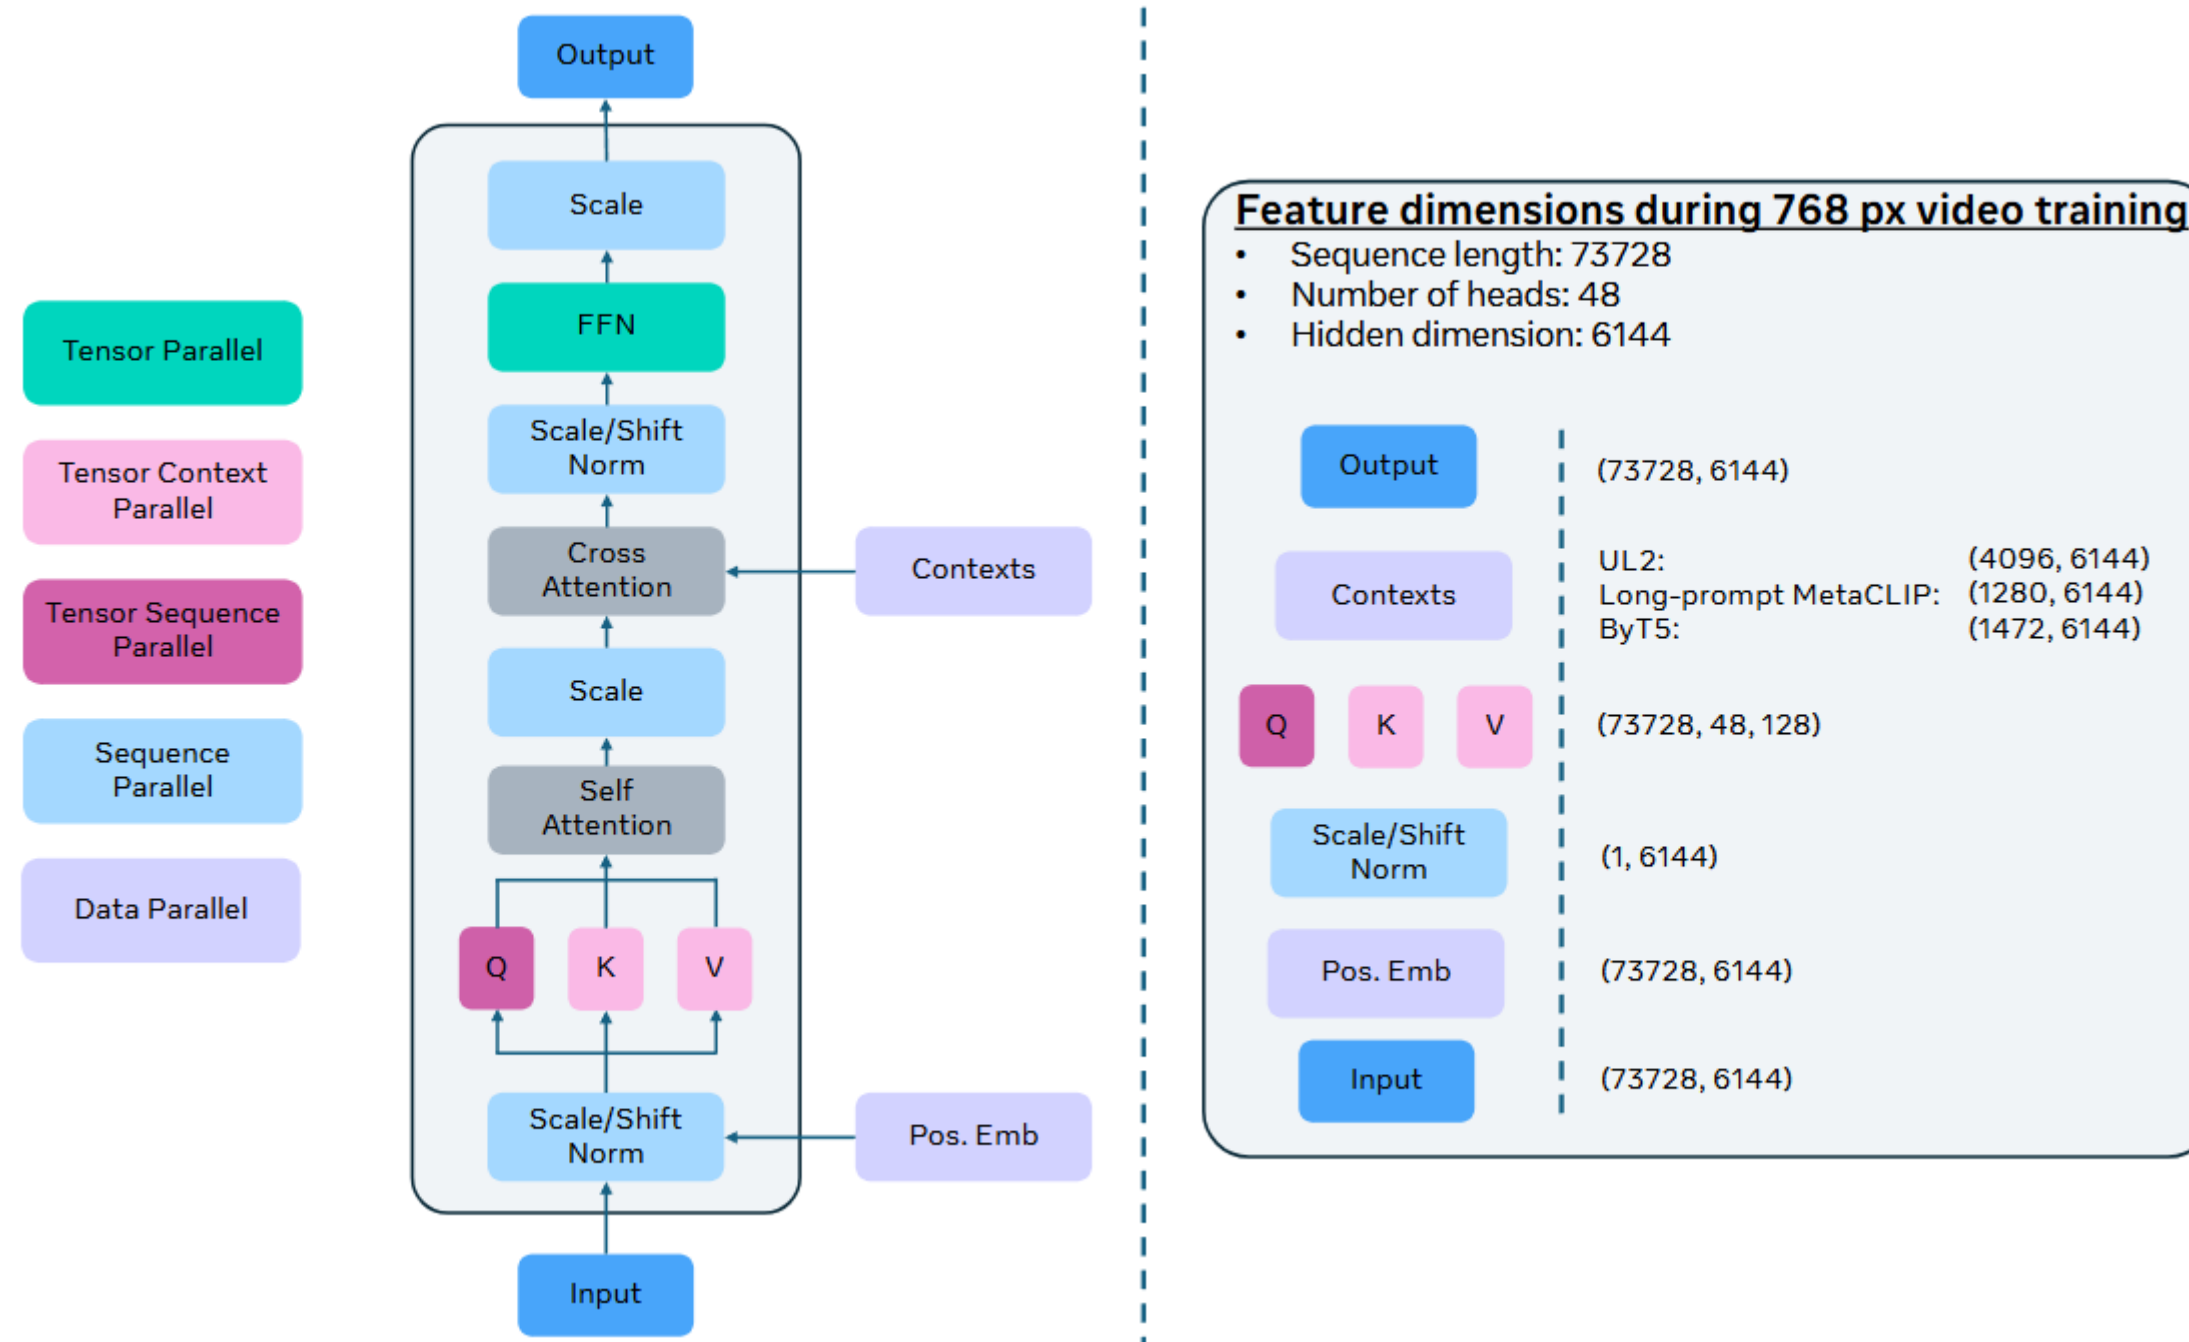 Output
Scale
FFN
Scale/Shift
Norm
Cross
Attention
Contexts
Scale
Self
Attention
Q
K
V
Scale/Shift
Norm
Pos. Emb
Input
Tensor Parallel
Tensor Context
Parallel
Tensor Sequence
Parallel
Sequence
Parallel
Data Parallel
Feature dimensions during 768 px video training
• Sequence length: 73728
• Number of heads: 48
• Hidden dimension: 6144
Output (73728, 6144)
Contexts
UL2: (4096, 6144)
Long-prompt MetaCLIP: (1280, 6144)
ByT5: (1472, 6144)
Q K V (73728, 48, 128)
Scale/Shift
Norm
(1, 6144)
Pos. Emb (73728, 6144)
Input (73728, 6144)